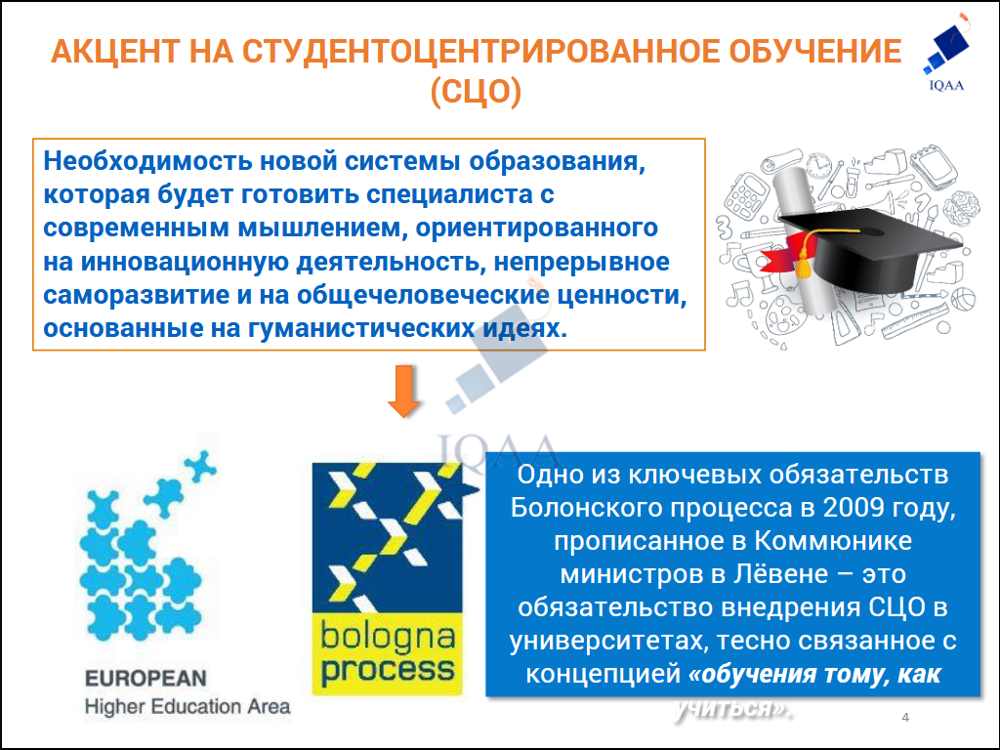 АКЦЕНТ НА СТУДЕНТОЦЕНТРИРОВАННОЕ ОБУЧЕНИЕ
(СЦО)
IQAA
Необходимость новой системы образования,
которая будет готовить специалиста с
современным мышлением, ориентированного
на инновационную деятельность, непрерывное
саморазвитие и на общечеловеческие ценности,
основанные на гуманистических идеях.
IQAA
EUROPEAN
Higher Education Area
bologna
process
Одно из ключевых обязательств
Болонского процесса в 2009 году,
прописанное в Коммюнике
министров в Лёвене – это
обязательство внедрения СЦО в
университетах, тесно связанное с
концепцией «обучения тому, как
учиться».
4